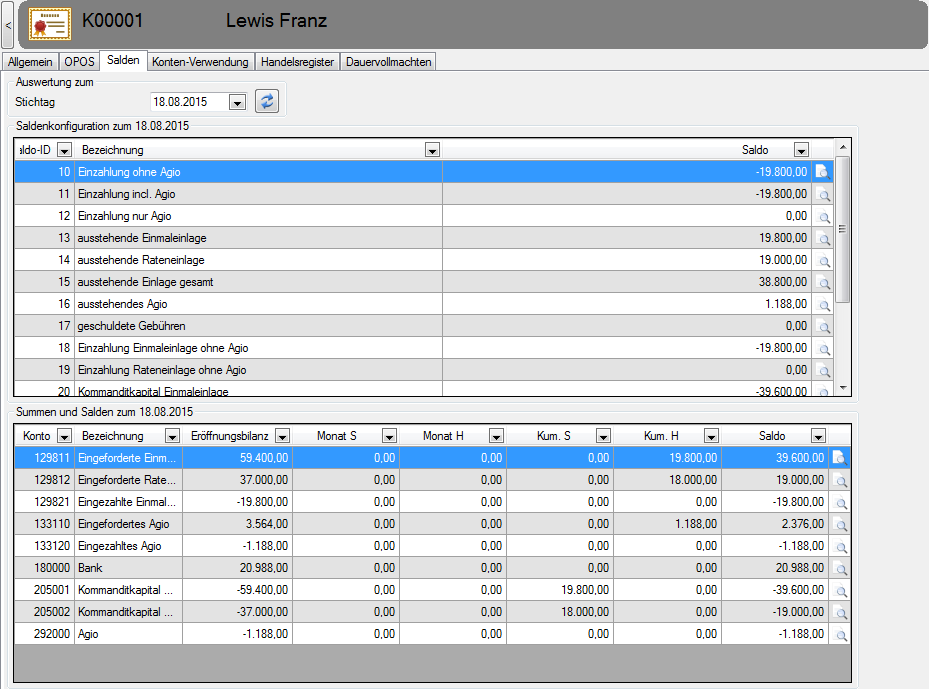 < K00001 Lewis Franz
Allgemein OPOS Salden Konten-Verwendung Handelsregister Dauervollmachten
Auswertung zum
Stichtag 18.08.2015
Saldenkonfiguration zum 18.08.2015
aldo-ID Bezeichnung Saldo
10 Einzahlung ohne Agio -19.800,00
11 Einzahlung incl. Agio -19.800,00
12 Einzahlung nur Agio 0,00
13 ausstehende Einmaleinlage 19.800,00
14 ausstehende Rateneinlage 19.000,00
15 ausstehende Einlage gesamt 38.800,00
16 ausstehendes Agio 1.188,00
17 geschuldete Gebühren 0,00
18 Einzahlung Einmaleinlage ohne Agio -19.800,00
19 Einzahlung Rateneinlage ohne Agio 0,00
20 Kommanditkapital Einmaleinlage -39.600,00
Summen und Salden zum 18.08.2015
Konto Bezeichnung Eröffnungsbilanz Monat S Monat H Kum. S Kum. H Saldo
129811 Eingeforderte Einm... 59.400,00 0,00 0,00 0,00 19.800,00 39.600,00
129812 Eingeforderte Rate... 37.000,00 0,00 0,00 0,00 18.000,00 19.000,00
129821 Eingezahlte Einmal... -19.800,00 0,00 0,00 0,00 0,00 -19.800,00
133110 Eingefordertes Agio 3.564,00 0,00 0,00 0,00 1.188,00 2.376,00
133120 Eingezahltes Agio -1.188,00 0,00 0,00 0,00 0,00 -1.188,00
180000 Bank 20.988,00 0,00 0,00 0,00 0,00 20.988,00
205001 Kommanditkapital ... -59.400,00 0,00 0,00 19.800,00 0,00 -39.600,00
205002 Kommanditkapital ... -37.000,00 0,00 0,00 18.000,00 0,00 -19.000,00
292000 Agio -1.188,00 0,00 0,00 0,00 0,00 -1.188,00